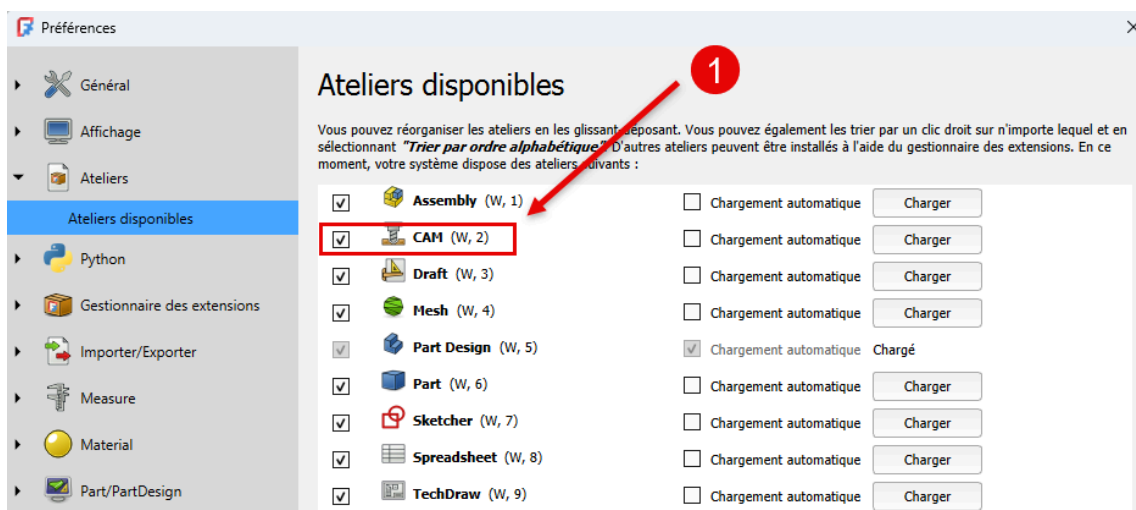 Préférences
Général
Affichage
Ateliers
Ateliers disponibles
Python
Gestionnaire des extensions
Importer/Exporter
Measure
Material
Part/PartDesign
Ateliers disponibles
1
Vous pouvez réorganiser les ateliers en les glissant-déposant. Vous pouvez également les trier par un clic droit sur n'importe lequel et en
sélectionnant "Trier par ordre alphabétique". D'autres ateliers peuvent être installés à l'aide du gestionnaire des extensions. En ce
moment, votre système dispose des ateliers suivants :
Assembly (W, 1) Chargement automatique Charger
CAM (W, 2) Chargement automatique Charger
Draft (W, 3) Chargement automatique Charger
Mesh (W, 4) Chargement automatique Charger
Part Design (W, 5) Chargement automatique Chargé
Part (W, 6) Chargement automatique Charger
Sketcher (W, 7) Chargement automatique Charger
Spreadsheet (W, 8) Chargement automatique Charger
TechDraw (W, 9) Chargement automatique Charger